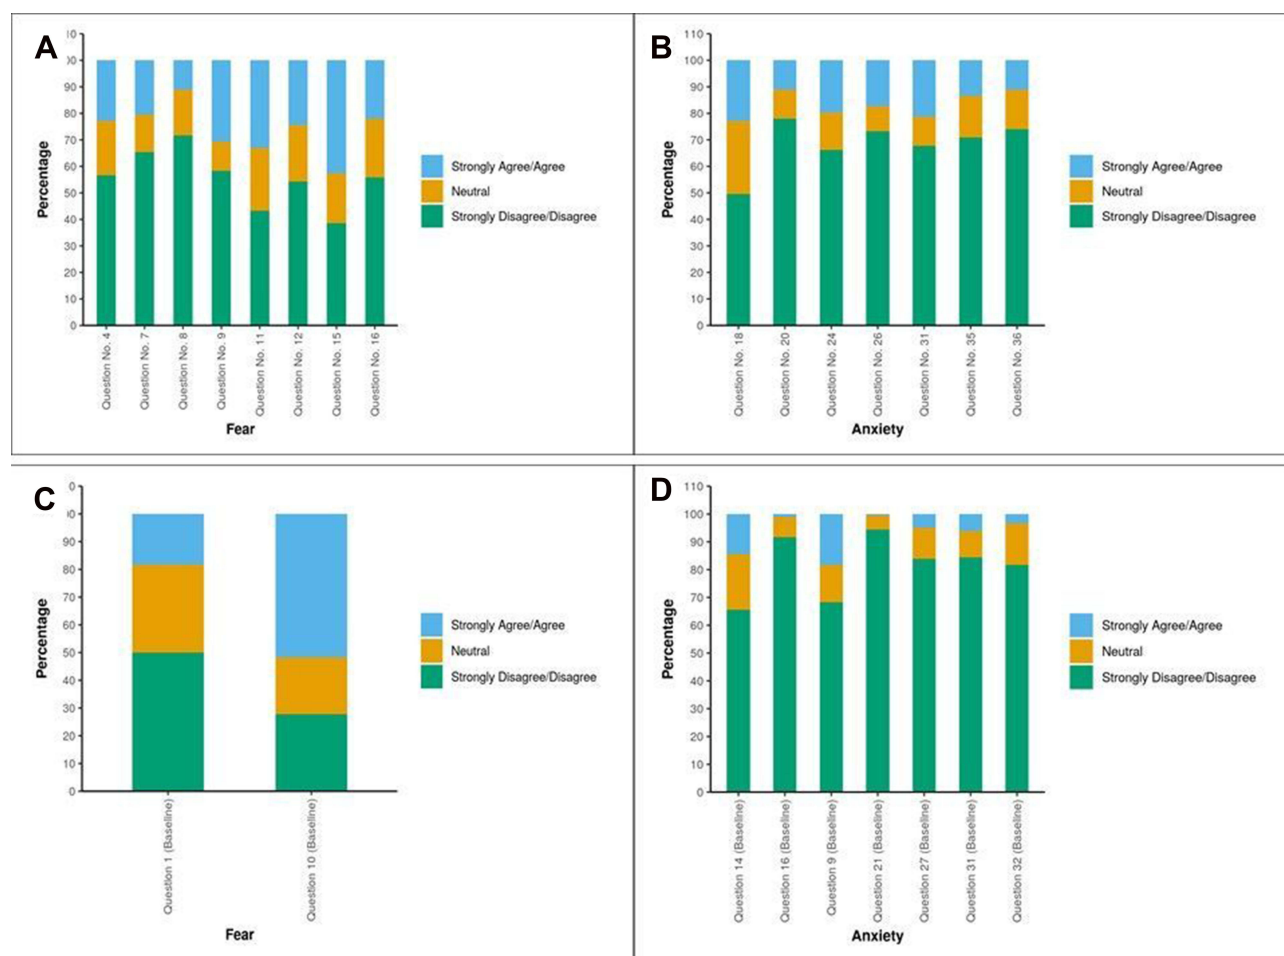 A
10
00
90
80
70
60
50
40
30
20
10
0
Percentage
Question No. 4
Question No. 7
Question No. 8
Question No. 9
Question No. 11
Question No. 12
Question No. 15
Question No. 16
Fear
Strongly Agree/Agree
Neutral
Strongly Disagree/Disagree
B
110
100
90
80
70
60
50
40
30
20
10
0
Percentage
Question No. 18
Question No. 20
Question No. 24
Question No. 26
Question No. 31
Question No. 35
Question No. 36
Anxiety
Strongly Agree/Agree
Neutral
Strongly Disagree/Disagree
C
0
0
90
80
70
60
50
40
30
20
10
0
Percentage
Question 1 (Baseline)
Question 10 (Baseline)
Fear
Strongly Agree/Agree
Neutral
Strongly Disagree/Disagree
D
110
100
90
80
70
60
50
40
30
20
10
0
Percentage
Question 14 (Baseline)
Question 16 (Baseline)
Question 9 (Baseline)
Question 21 (Baseline)
Question 27 (Baseline)
Question 31 (Baseline)
Question 32 (Baseline)
Anxiety
Strongly Agree/Agree
Neutral
Strongly Disagree/Disagree